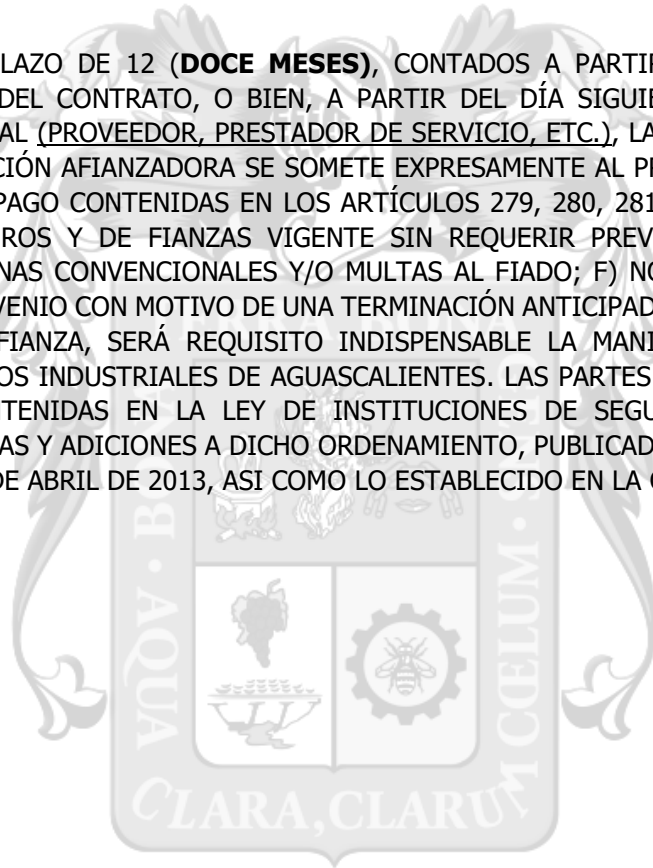 LAZO DE 12 (DOCE MESES), CONTADOS A PARTIR
DEL CONTRATO, O BIEN, A PARTIR DEL DÍA SIGUIE
AL (PROVEEDOR, PRESTADOR DE SERVICIO, ETC.), LA
CIÓN AFIANZADORA SE SOMETE EXPRESAMENTE AL P
PAGO CONTENIDAS EN LOS ARTÍCULOS 279, 280, 281
ROS Y DE FIANZAS VIGENTE SIN REQUERIR PREV
NAS CONVENCIONALES Y/O MULTAS AL FIADO; F) NO
VENIO CON MOTIVO DE UNA TERMINACIÓN ANTICIPAD
FIANZA, SERÁ REQUISITO INDISPENSABLE LA MANI
OS INDUSTRIALES DE AGUASCALIENTES. LAS PARTES
NTENIDAS EN LA LEY DE INSTITUCIONES DE SEGU
AS Y ADICIONES A DICHO ORDENAMIENTO, PUBLICAD
DE ABRIL DE 2013, ASI COMO LO ESTABLECIDO EN LA
AQUA
CLARA, CLARUM CŒLUM